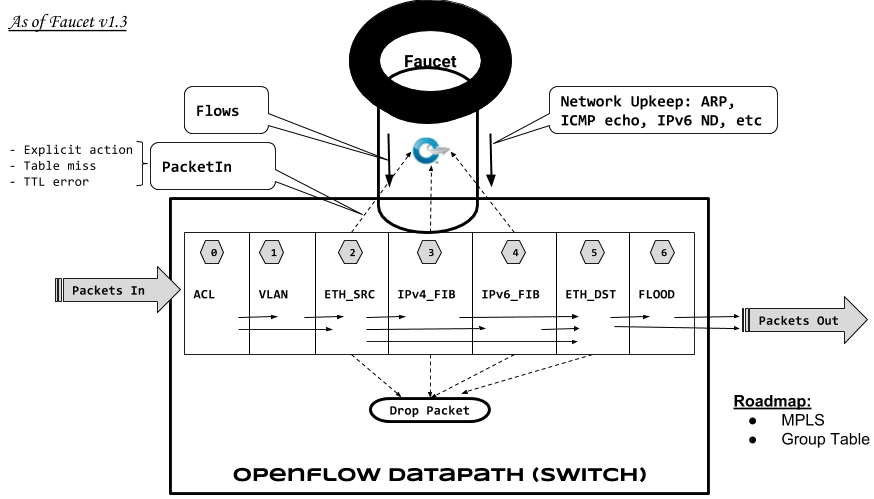 As of Faucet v1.3
Faucet
Flows
Network Upkeep: ARP,
ICMP echo, IPv6 ND, etc
- Explicit action
- Table miss
- TTL error
PacketIn
0 1 2 3 4 5 6
Packets In
ACL VLAN ETH_SRC IPv4_FIB IPv6_FIB ETH_DST FLOOD
Packets Out
Drop Packet
Roadmap:
● MPLS
● Group Table
OpenFlow Datapath (Switch)